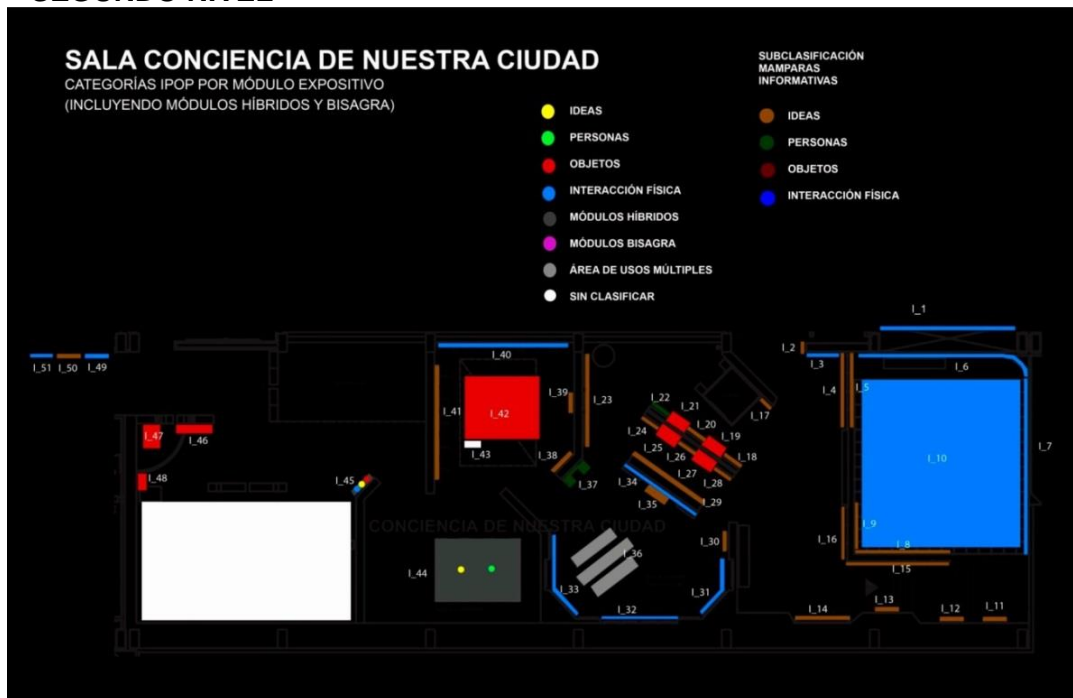 SEGUNDO NIVEL
SALA CONCIENCIA DE NUESTRA CIUDAD
CATEGORÍAS IPOP POR MÓDULO EXPOSITIVO
(INCLUYENDO MÓDULOS HÍBRIDOS Y BISAGRA)
IDEAS
PERSONAS
OBJETOS
INTERACCIÓN FÍSICA
MÓDULOS HÍBRIDOS
MÓDULOS BISAGRA
ÁREA DE USOS MÚLTIPLES
SIN CLASIFICAR
SUBCLASIFICACIÓN
MAMPARAS
INFORMATIVAS
IDEAS
PERSONAS
OBJETOS
INTERACCIÓN FÍSICA
I_1
I_2
I_3
I_4
I_5
I_6
I_7
I_8
I_9
I_10
I_11
I_12
I_13
I_14
I_15
I_16
I_17
I_18
I_19
I_20
I_21
I_22
I_23
I_24
I_25
I_26
I_27
I_28
I_29
I_30
I_31
I_32
I_33
I_34
I_35
I_36
I_37
I_38
I_39
I_40
I_41
I_42
I_43
I_44
I_45
I_46
I_47
I_48
I_49
I_50
I_51
CONCIENCIA DE NUESTRA CIUDAD